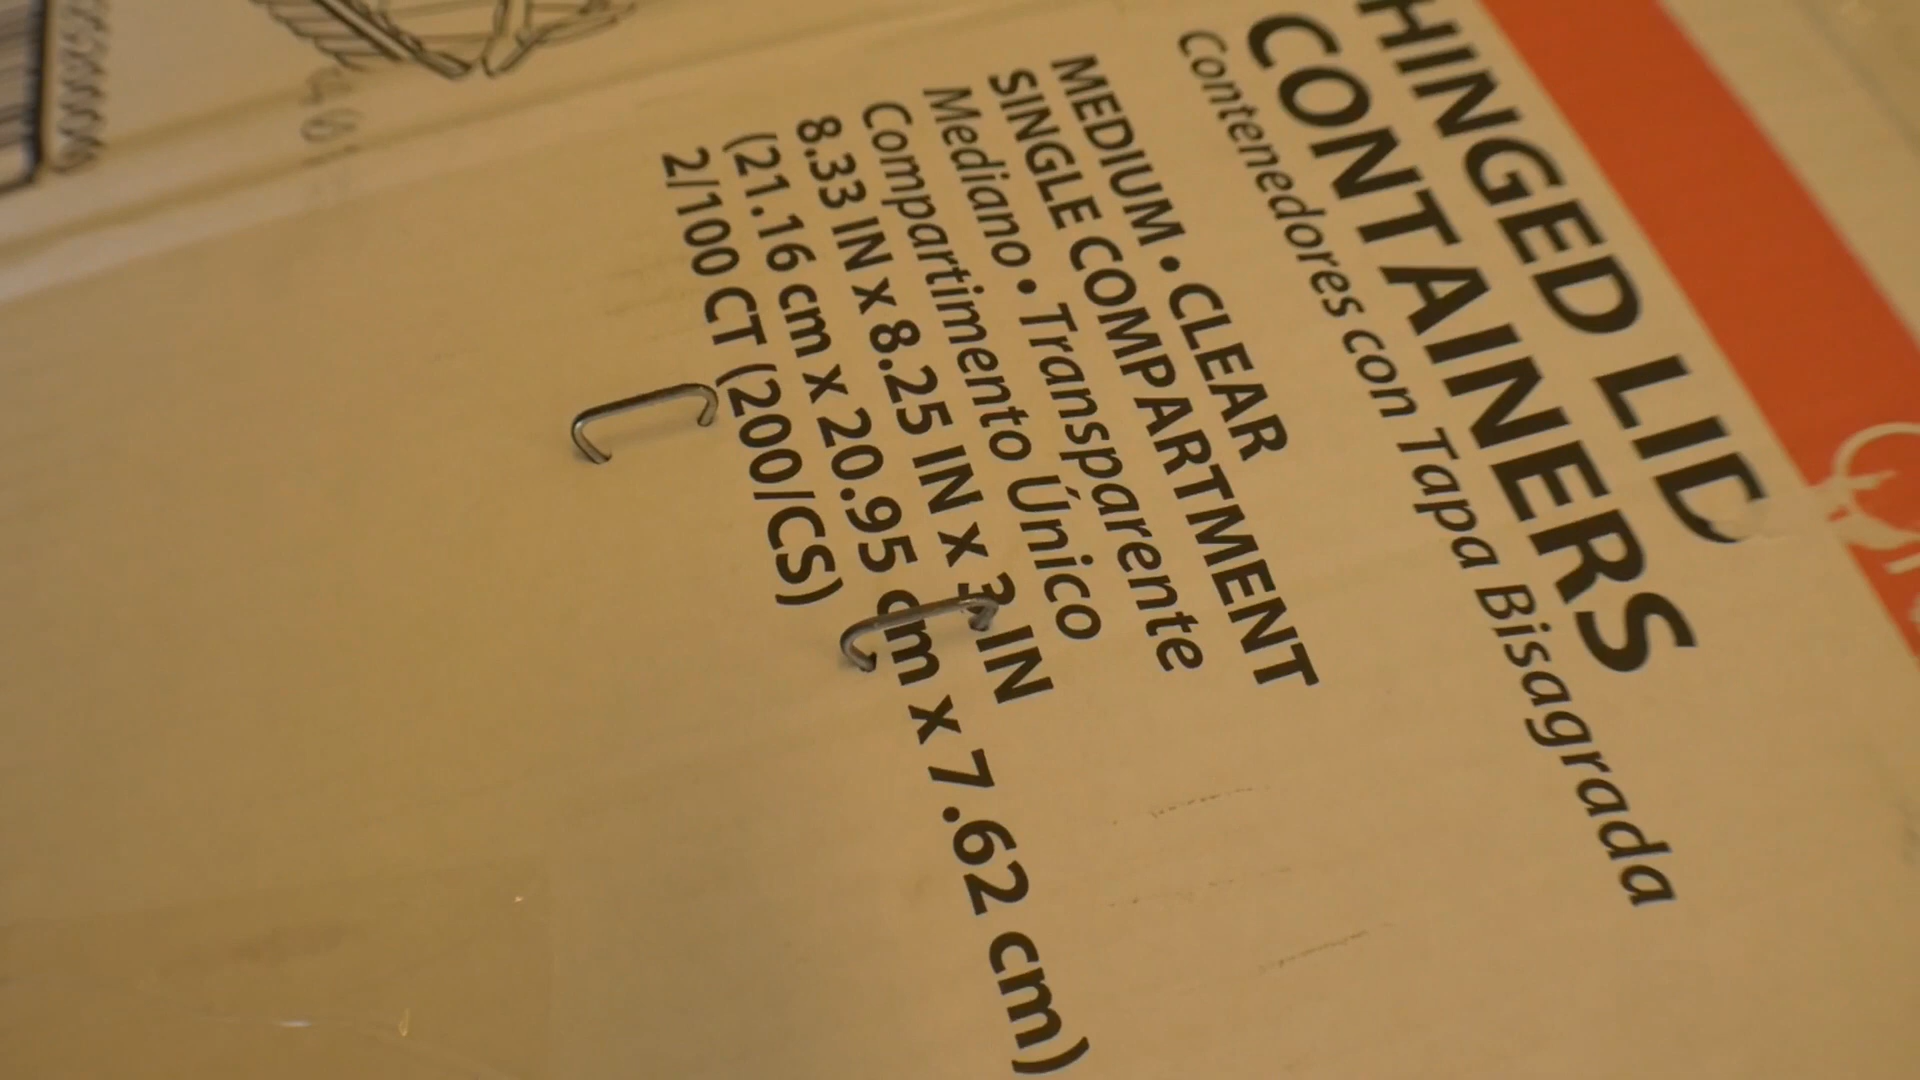 HINGED LID
CONTAINERS
Contenedores con Tapa Bisagrada
MEDIUM • CLEAR
SINGLE COMPARTMENT
Mediano • Transparente
Compartimento Único
8.33 IN x 8.25 IN x 3 IN
(21.16 cm x 20.95 cm x 7.62 cm)
2/100 CT (200/CS)